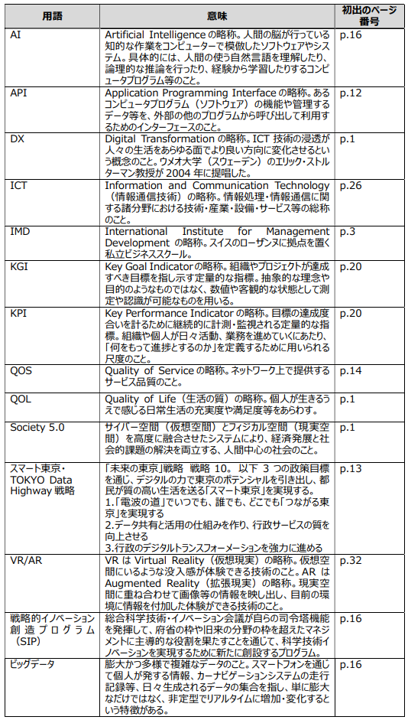 用語
意味
初出のページ
番号
AI
Artificial Intelligence の略称。人間の脳が行っている
知的な作業をコンピューターで模倣したソフトウェアやシス
テム。具体的には、人間の使う自然言語を理解したり、
論理的な推論を行ったり、経験から学習したりするコンピ
ュータプログラム等のこと。
p.16
API
Application Programming Interface の略称。ある
コンピュータプログラム（ソフトウェア）の機能や管理する
データ等を、外部の他のプログラムから呼び出して利用す
るためのインターフェースのこと。
p.12
DX
Digital Transformation の略称。ICT 技術の浸透が
人々の生活をあらゆる面でより良い方向に変化させるとい
う概念のこと。ウメオ大学（スウェーデン）のエリック・ストル
ターマン教授が 2004 年に提唱した。
p.1
ICT
Information and Communication Technology
（情報通信技術）の略称。情報処理・情報通信に関
する諸分野における技術・産業・設備・サービス等の総称
のこと。
p.26
IMD
International Institute for Management
Development の略称。スイスのローザンヌに拠点を置く
私立ビジネススクール。
p.3
KGI
Key Goal Indicator の略称。組織やプロジェクトが達成
すべき目標を指し示す定量的な指標。抽象的な理念や
目的のようなものではなく、数値や客観的な状態として測
定や認識が可能なものを用いる。
p.20
KPI
Key Performance Indicator の略称。目標の達成度
合いを計るために継続的に計測・監視される定量的な指
標。組織や個人が日々活動、業務を進めていくにあたり、
「何をもって進捗とするのか」を定義するために用いられる
尺度のこと。
p.20
QOS
Quality of Service の略称。ネットワーク上で提供する
サービス品質のこと。
p.14
QOL
Quality of Life（生活の質）の略称。個人が生きるう
えで感じる日常生活の充実度や満足度等をあらわす。
p.1
Society 5.0
サイバー空間（仮想空間）とフィジカル空間（現実空
間）を高度に融合させたシステムにより、経済発展と社会
的課題の解決を両立する、人間中心の社会のこと。
p.1
スマート東京・
TOKYO Data
Highway 戦略
「未来の東京」戦略 戦略 10。以下 3 つの政策目標
を通じ、デジタルの力で東京のポテンシャルを引き出し、都
民が質の高い生活を送る「スマート東京」を実現する。
1.「電波の道」でいつでも、誰でも、どこでも「つながる東
京」を実現する
2.データ共有と活用の仕組みを作り、行政サービスの質を
向上させる
3.行政のデジタルトランスフォーメーションを強力に進める
p.13
VR/AR
VR は Virtual Reality（仮想現実）の略称。仮想空
間にいるような没入感が体験できる技術のこと。AR は
Augmented Reality（拡張現実）の略称。現実空間
に重ね合わせて画像等の情報を映し出し、目前の環
境に情報を付加した体験ができる技術のこと。
p.32
戦略的イノベーション
創造プログラム
（SIP）
総合科学技術・イノベーション会議が自らの司令塔機能
を発揮して、府省の枠や旧来の分野の枠を超えたマネジ
メントに主導的な役割を果たすことを通じて、科学技術イ
ノベーションを実現するために新たに創設するプログラム。
p.16
ビッグデータ
膨大かつ多様で複雑なデータのこと。スマートフォンを通じ
て個人が発する情報、カーナビゲーションシステムの走行
記録等、日々生成されるデータの集合を指し、単に膨大
なだけではなく、非定型でリアルタイムに増加・変化すると
いう特徴がある。
p.16